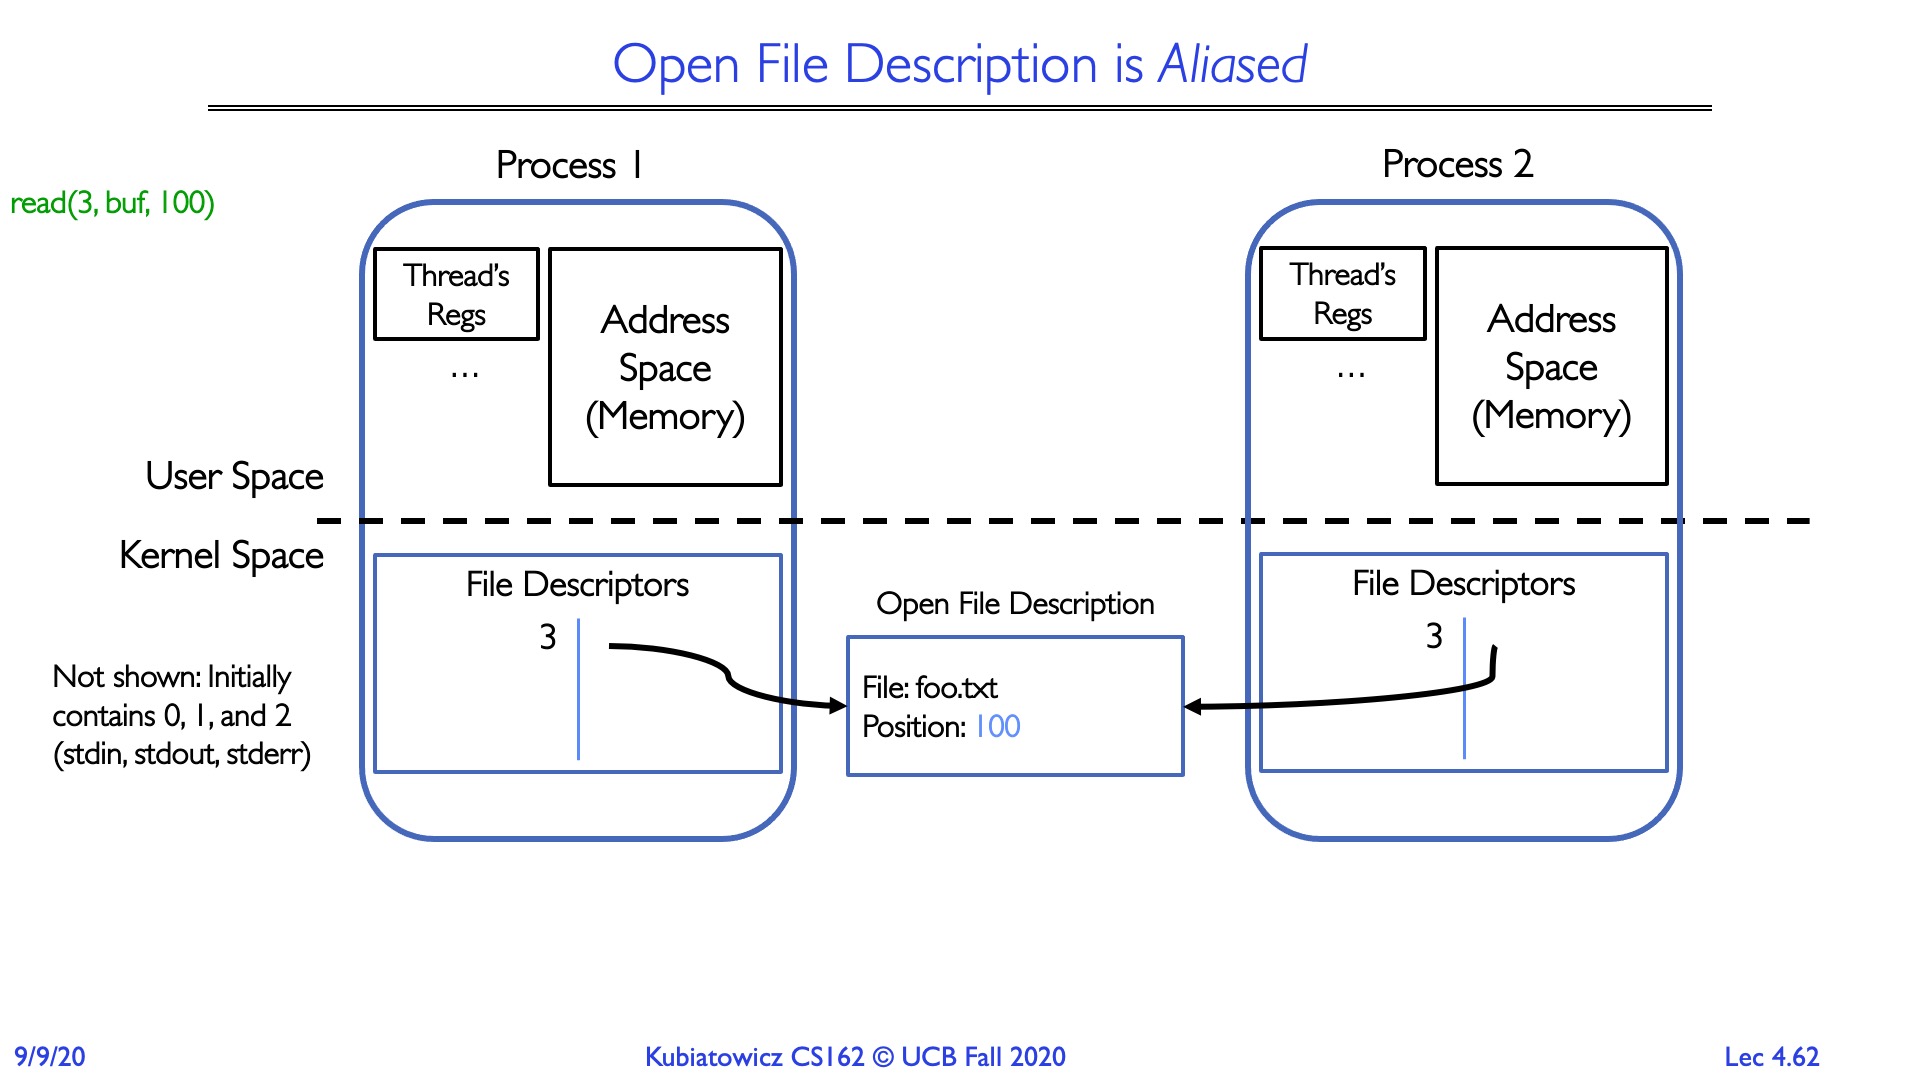 Open File Description is Aliased
read(3, buf, 100)
Process 1
Thread's
Regs
...
Address
Space
(Memory)
Process 2
Thread's
Regs
...
Address
Space
(Memory)
User Space
Kernel Space
File Descriptors
3
Open File Description
File: foo.txt
Position: 100
File Descriptors
3
Not shown: Initially
contains 0, 1, and 2
(stdin, stdout, stderr)
9/9/20
Kubiatowicz CS162 © UCB Fall 2020
Lec 4.62